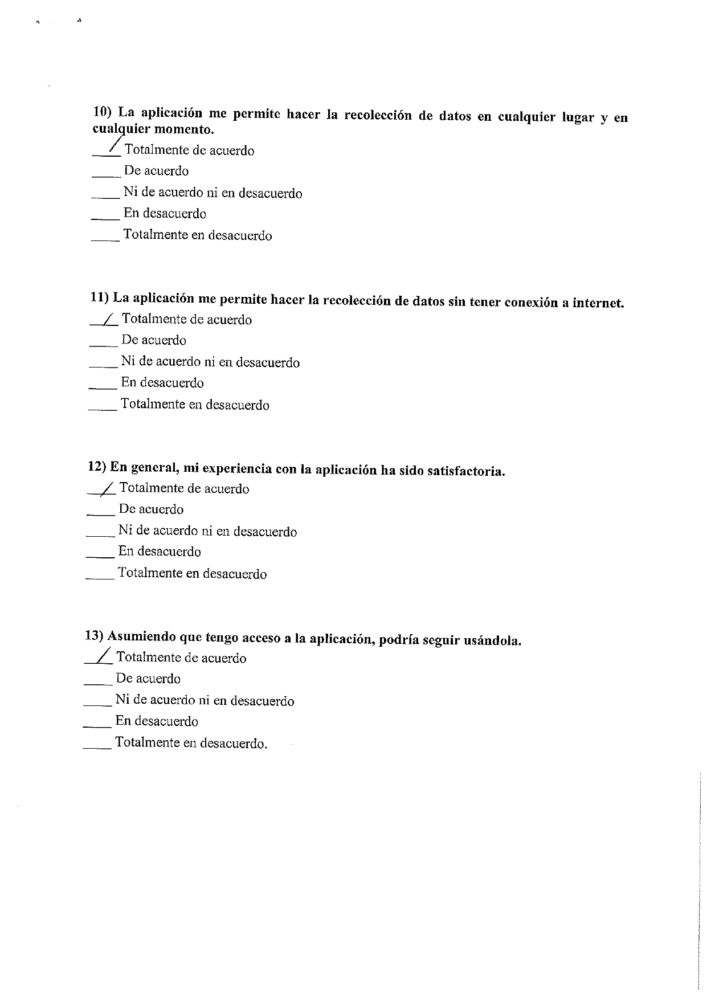 10) La aplicación me permite hacer la recolección de datos en cualquier lugar y en
cualquier momento.
__/_ Totalmente de acuerdo
____ De acuerdo
____ Ni de acuerdo ni en desacuerdo
____ En desacuerdo
____ Totalmente en desacuerdo
11) La aplicación me permite hacer la recolección de datos sin tener conexión a internet.
__/_ Totalmente de acuerdo
____ De acuerdo
____ Ni de acuerdo ni en desacuerdo
____ En desacuerdo
____ Totalmente en desacuerdo
12) En general, mi experiencia con la aplicación ha sido satisfactoria.
__/_ Totalmente de acuerdo
____ De acuerdo
____ Ni de acuerdo ni en desacuerdo
____ En desacuerdo
____ Totalmente en desacuerdo
13) Asumiendo que tengo acceso a la aplicación, podría seguir usándola.
__/_ Totalmente de acuerdo
____ De acuerdo
____ Ni de acuerdo ni en desacuerdo
____ En desacuerdo
____ Totalmente en desacuerdo.